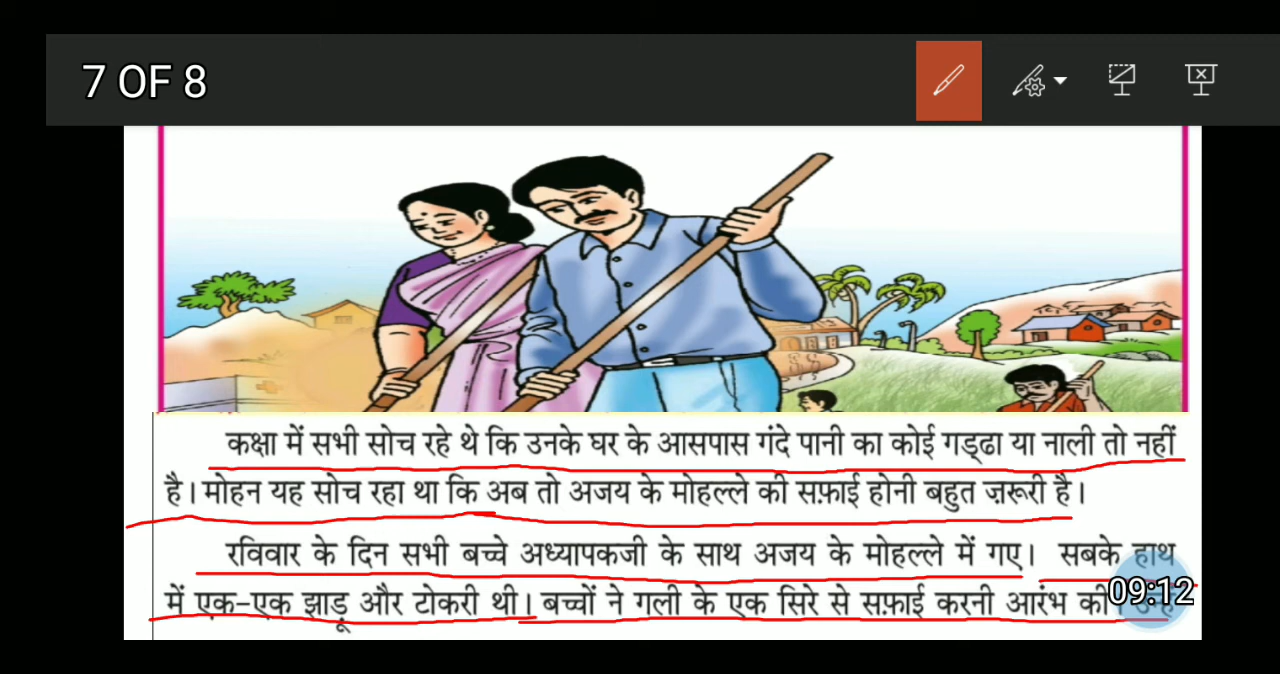 7 OF 8
कक्षा में सभी सोच रहे थे कि उनके घर के आसपास गंदे पानी का कोई गड्ढा या नाली तो नहीं
है। मोहन यह सोच रहा था कि अब तो अजय के मोहल्ले की सफ़ाई होनी बहुत ज़रूरी है।
रविवार के दिन सभी बच्चे अध्यापकजी के साथ अजय के मोहल्ले में गए। सबके हाथ
में एक-एक झाड़ू और टोकरी थी। बच्चों ने गली के एक सिरे से सफ़ाई करनी आरंभ की
09:12